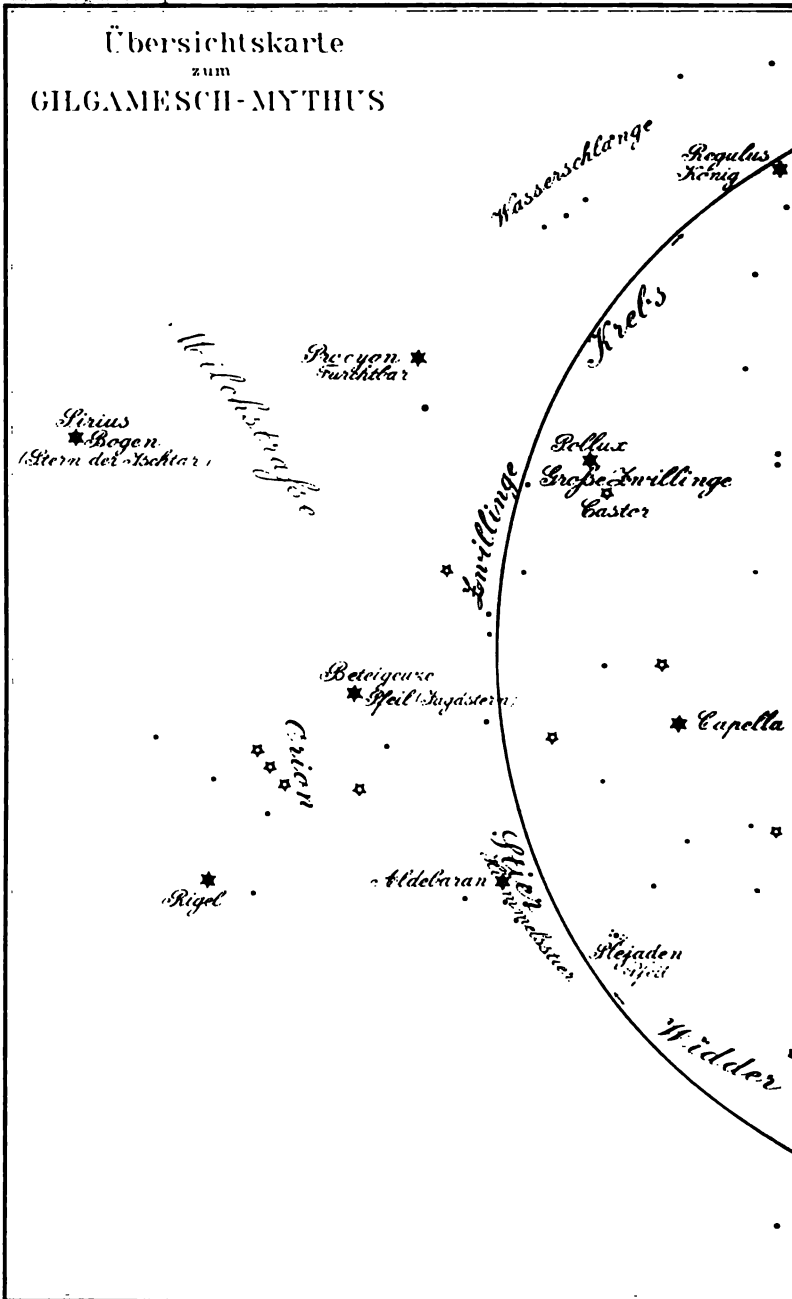 Übersichtskarte
zum
GILGAMESCH-MYTHUS
Wasserschlange
Regulus
König
Krebs
Milchstraße
Procyon
Furchtbar
Sirius
Bogen
(Stern der Ischtar)
Pollux
Große Zwillinge
Castor
Zwillinge
Beteigeuze
Pfeil (Jagdstern)
Capella
Orion
Stier
Himmelsstier
Aldebaran
Rigel
Plejaden
Widder